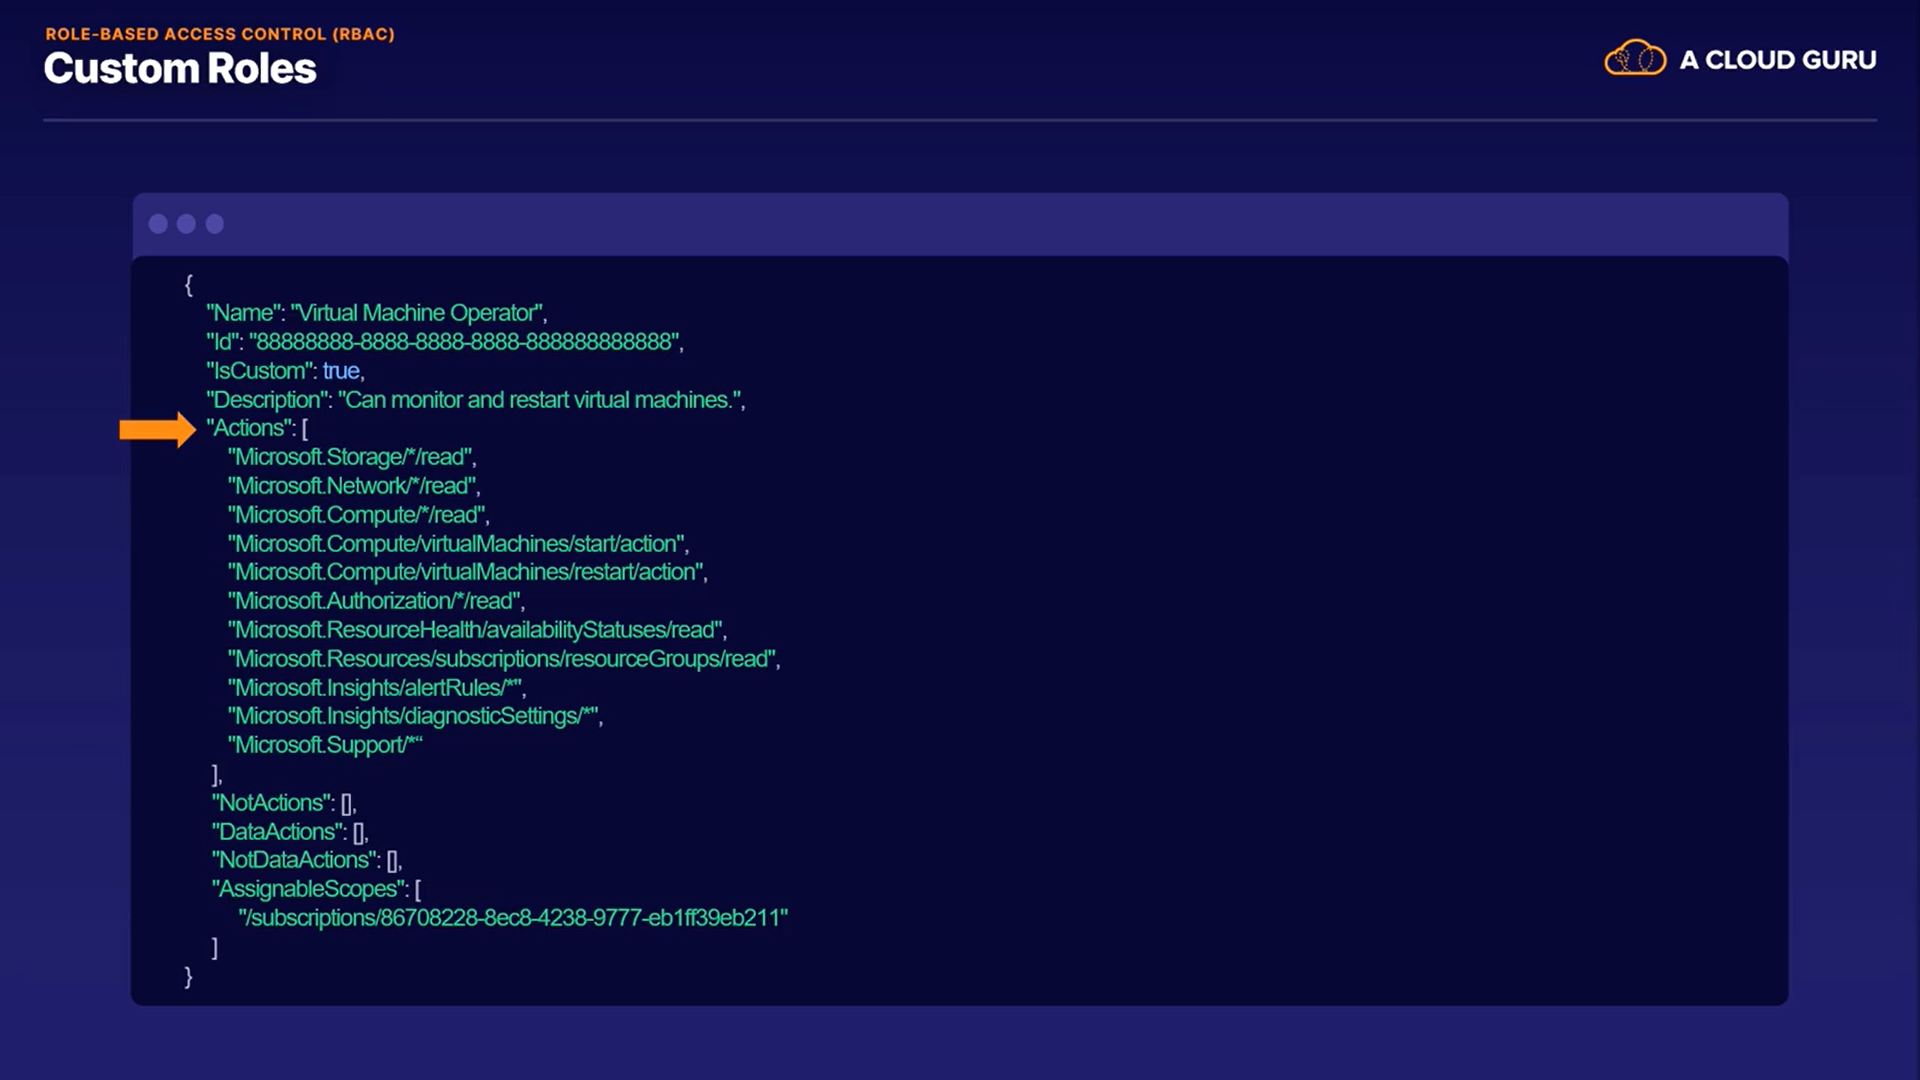 ROLE-BASED ACCESS CONTROL (RBAC)
Custom Roles
A CLOUD GURU
{
"Name": "Virtual Machine Operator",
"Id": "88888888-8888-8888-8888-888888888888",
"IsCustom": true,
"Description": "Can monitor and restart virtual machines.",
"Actions": [
"Microsoft.Storage/*/read",
"Microsoft.Network/*/read",
"Microsoft.Compute/*/read",
"Microsoft.Compute/virtualMachines/start/action",
"Microsoft.Compute/virtualMachines/restart/action",
"Microsoft.Authorization/*/read",
"Microsoft.ResourceHealth/availabilityStatuses/read",
"Microsoft.Resources/subscriptions/resourceGroups/read",
"Microsoft.Insights/alertRules/*",
"Microsoft.Insights/diagnosticSettings/*",
"Microsoft.Support/*“
],
"NotActions": [],
"DataActions": [],
"NotDataActions": [],
"AssignableScopes": [
"/subscriptions/86708228-8ec8-4238-9777-eb1ff39eb211"
]
}